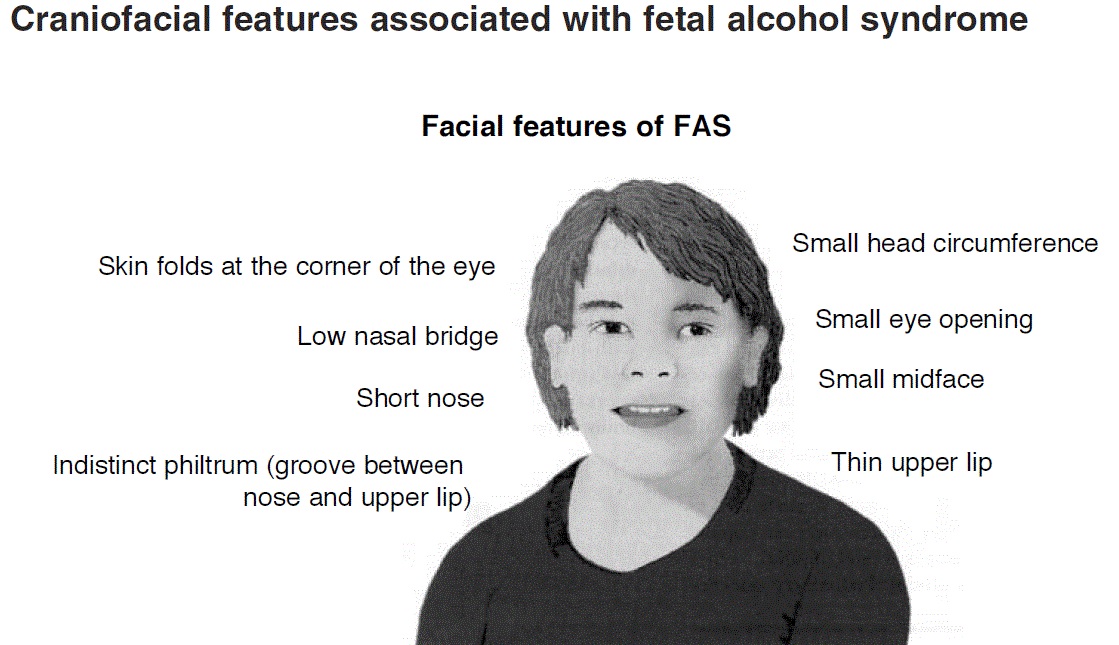 Craniofacial features associated with fetal alcohol syndrome
Facial features of FAS
Skin folds at the corner of the eye
Low nasal bridge
Short nose
Indistinct philtrum (groove between
nose and upper lip)
Small head circumference
Small eye opening
Small midface
Thin upper lip